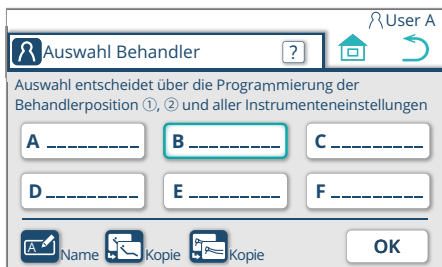 User A
Auswahl Behandler ?
Auswahl entscheidet über die Programmierung der
Behandlerposition ①, ② und aller Instrumenteneinstellungen
A _________ B _________ C _________
D _________ E _________ F _________
A Name Kopie Kopie OK